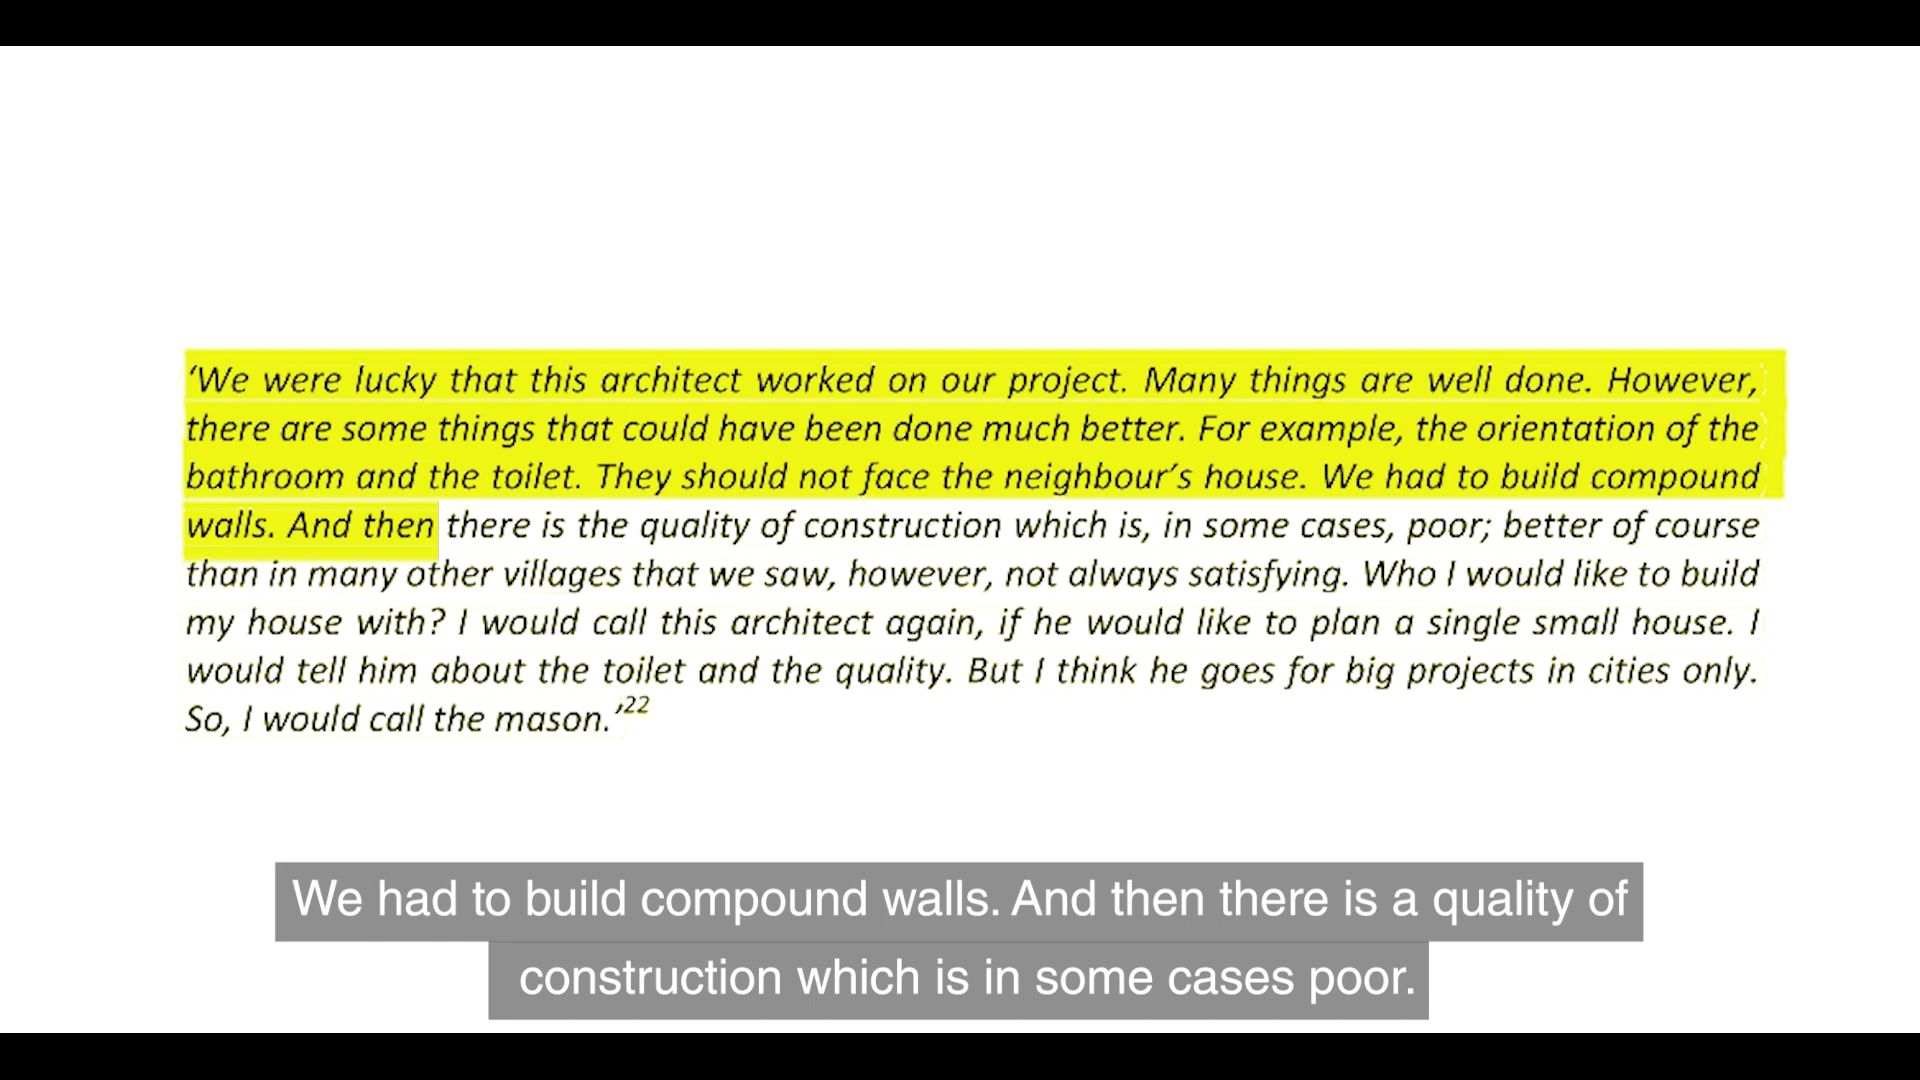 ‘We were lucky that this architect worked on our project. Many things are well done. However,
there are some things that could have been done much better. For example, the orientation of the
bathroom and the toilet. They should not face the neighbour’s house. We had to build compound
walls. And then there is the quality of construction which is, in some cases, poor; better of course
than in many other villages that we saw, however, not always satisfying. Who I would like to build
my house with? I would call this architect again, if he would like to plan a single small house. I
would tell him about the toilet and the quality. But I think he goes for big projects in cities only.
So, I would call the mason.’22
We had to build compound walls. And then there is a quality of
construction which is in some cases poor.